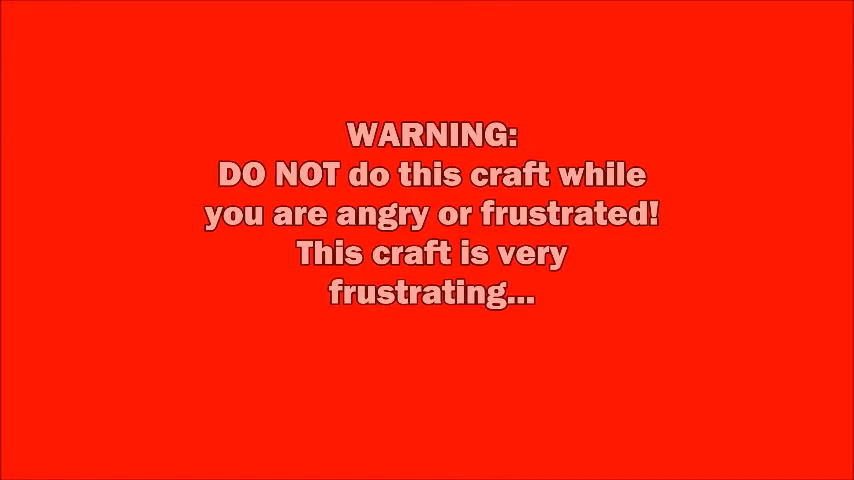 WARNING:
DO NOT do this craft while
you are angry or frustrated!
This craft is very
frustrating...